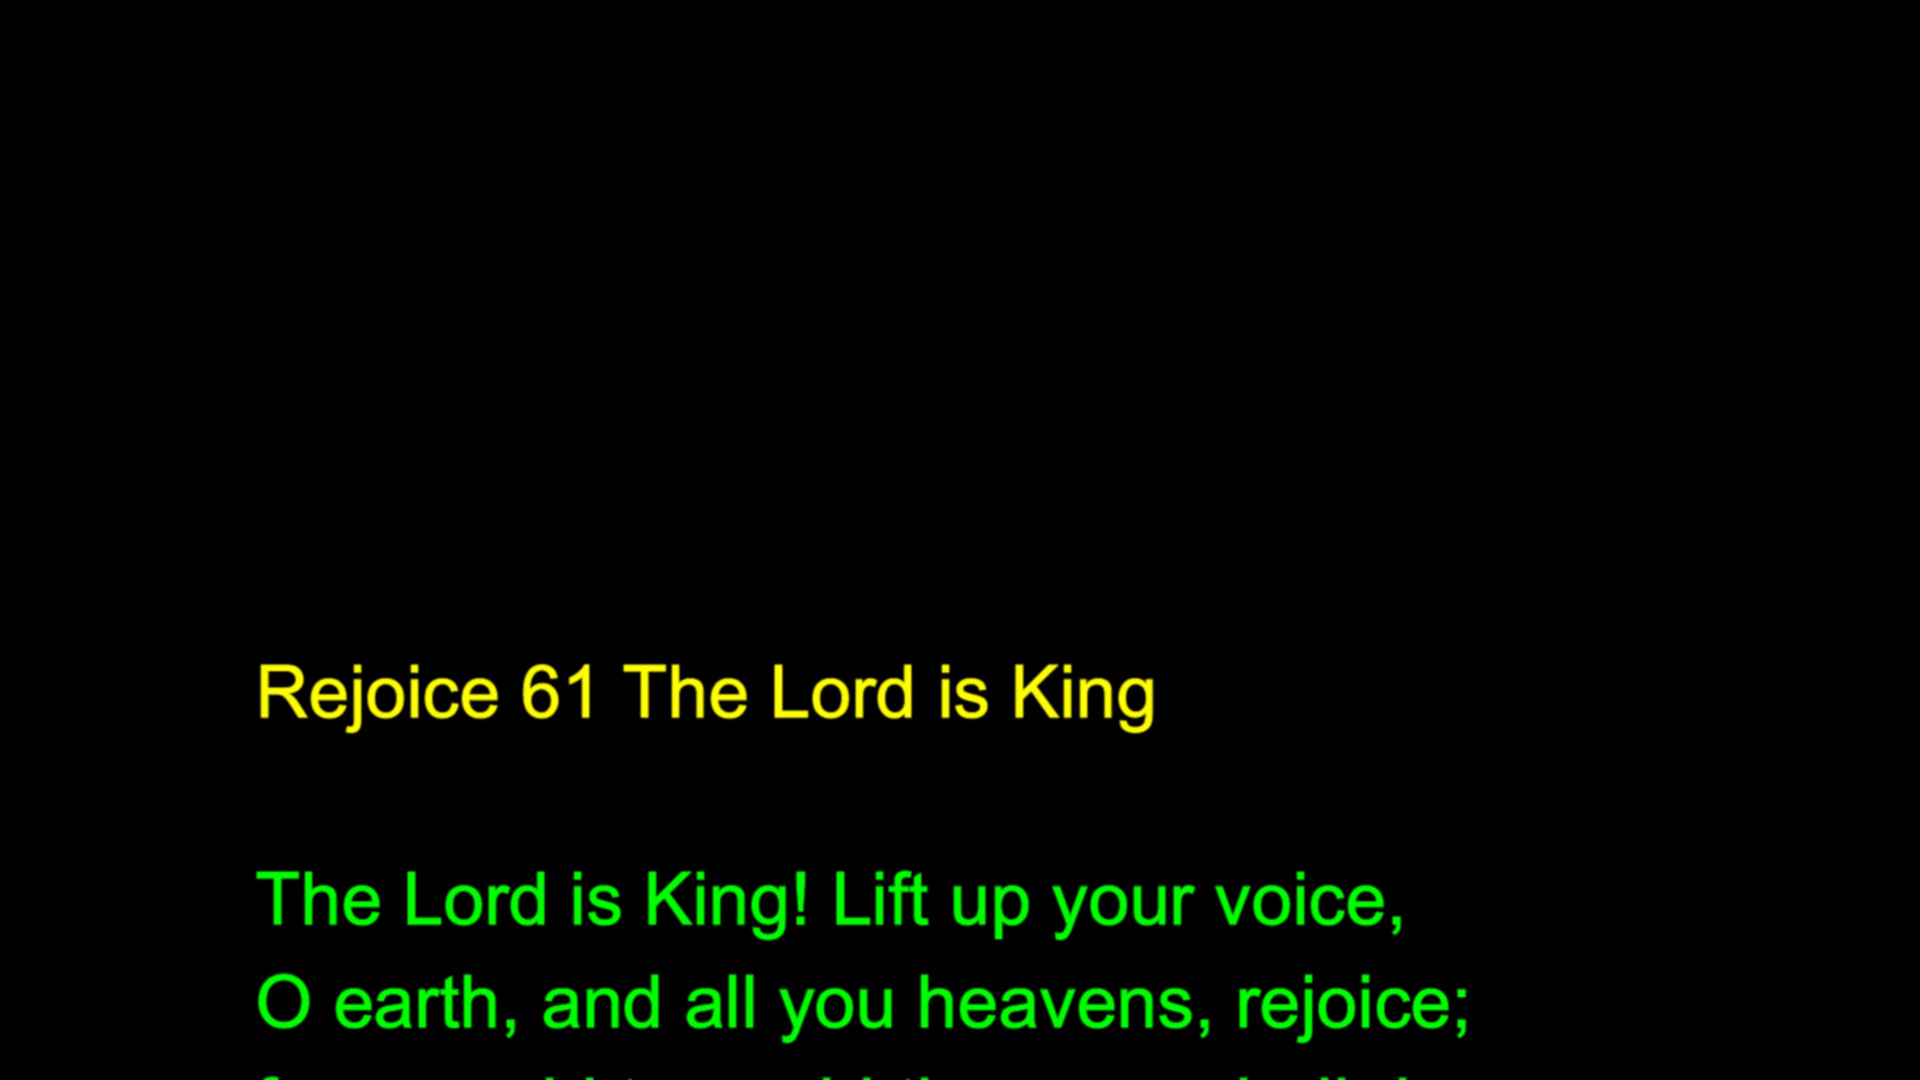 Rejoice 61 The Lord is King
The Lord is King! Lift up your voice,
O earth, and all you heavens, rejoice;